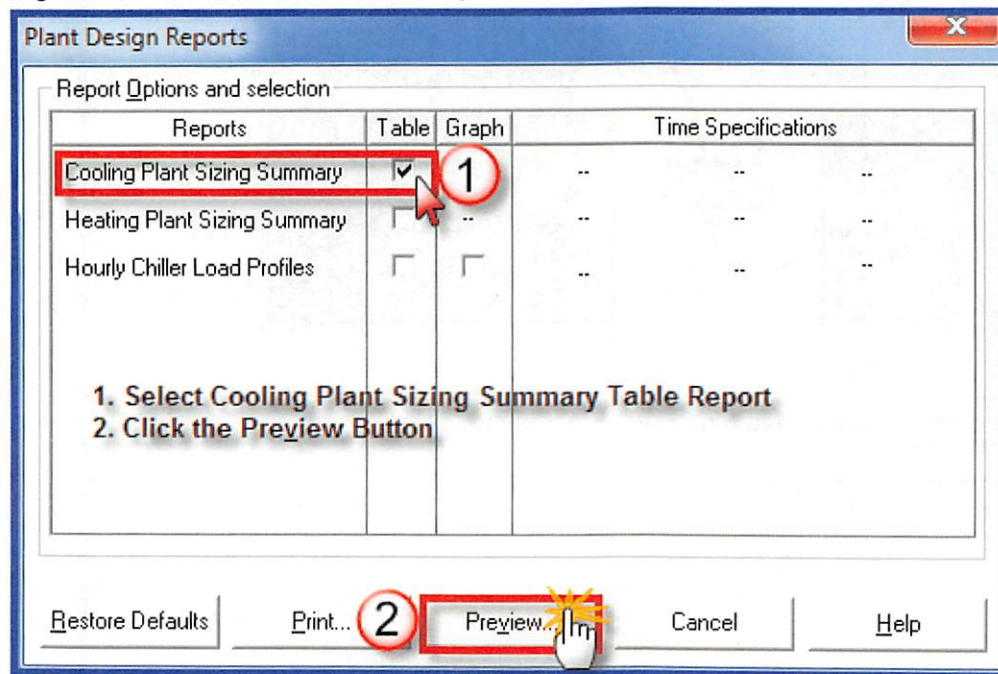 Plant Design Reports
X
Report Options and selection
Reports Table Graph Time Specifications
Cooling Plant Sizing Summary 1 -- -- --
Heating Plant Sizing Summary -- -- -- --
Hourly Chiller Load Profiles -- -- --
1. Select Cooling Plant Sizing Summary Table Report
2. Click the Preview Button
Restore Defaults Print... 2 Preview... Cancel Help